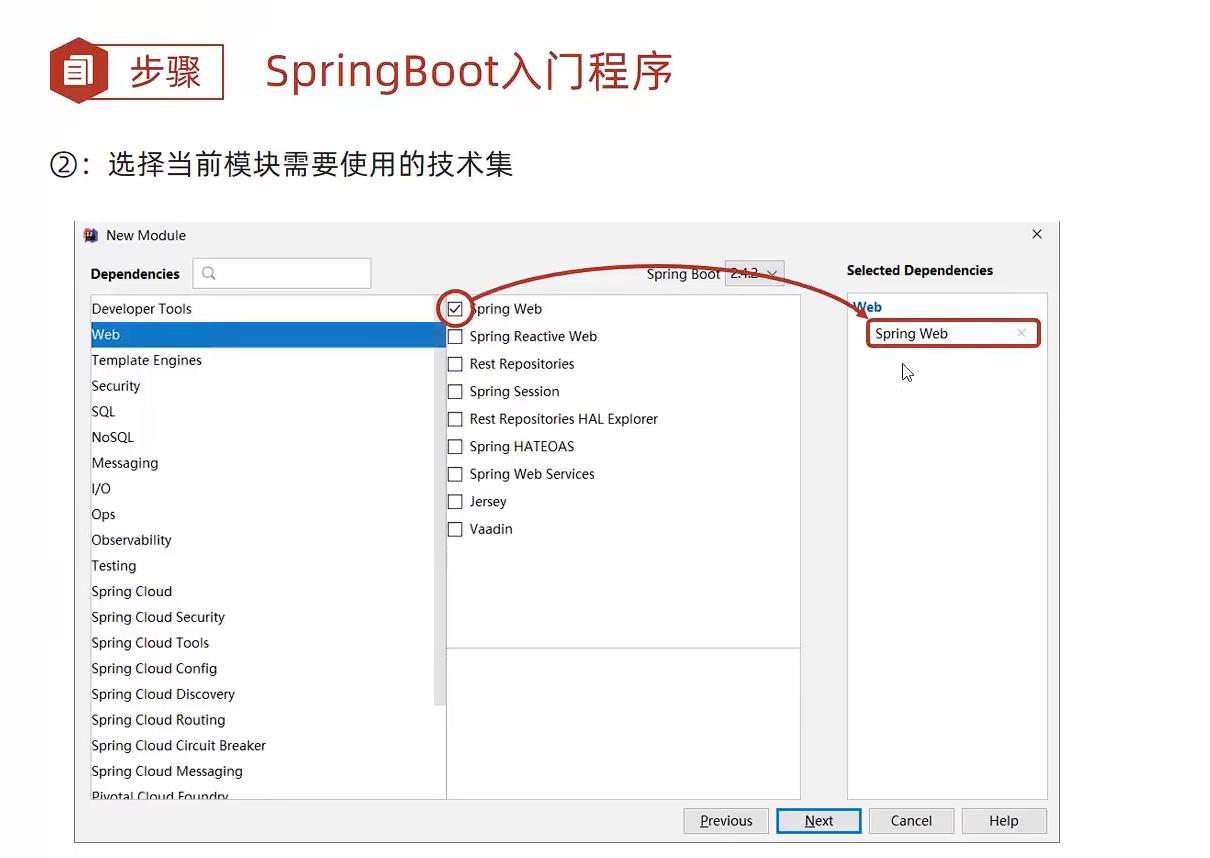 步骤
SpringBoot入门程序
②：选择当前模块需要使用的技术集
New Module
Dependencies
Spring Boot 2.4.2
Selected Dependencies
Developer Tools
Web
Template Engines
Security
SQL
NoSQL
Messaging
I/O
Ops
Observability
Testing
Spring Cloud
Spring Cloud Security
Spring Cloud Tools
Spring Cloud Config
Spring Cloud Discovery
Spring Cloud Routing
Spring Cloud Circuit Breaker
Spring Cloud Messaging
Pivotal Cloud Foundry
Spring Web
Spring Reactive Web
Rest Repositories
Spring Session
Rest Repositories HAL Explorer
Spring HATEOAS
Spring Web Services
Jersey
Vaadin
Web
Spring Web
Previous
Next
Cancel
Help